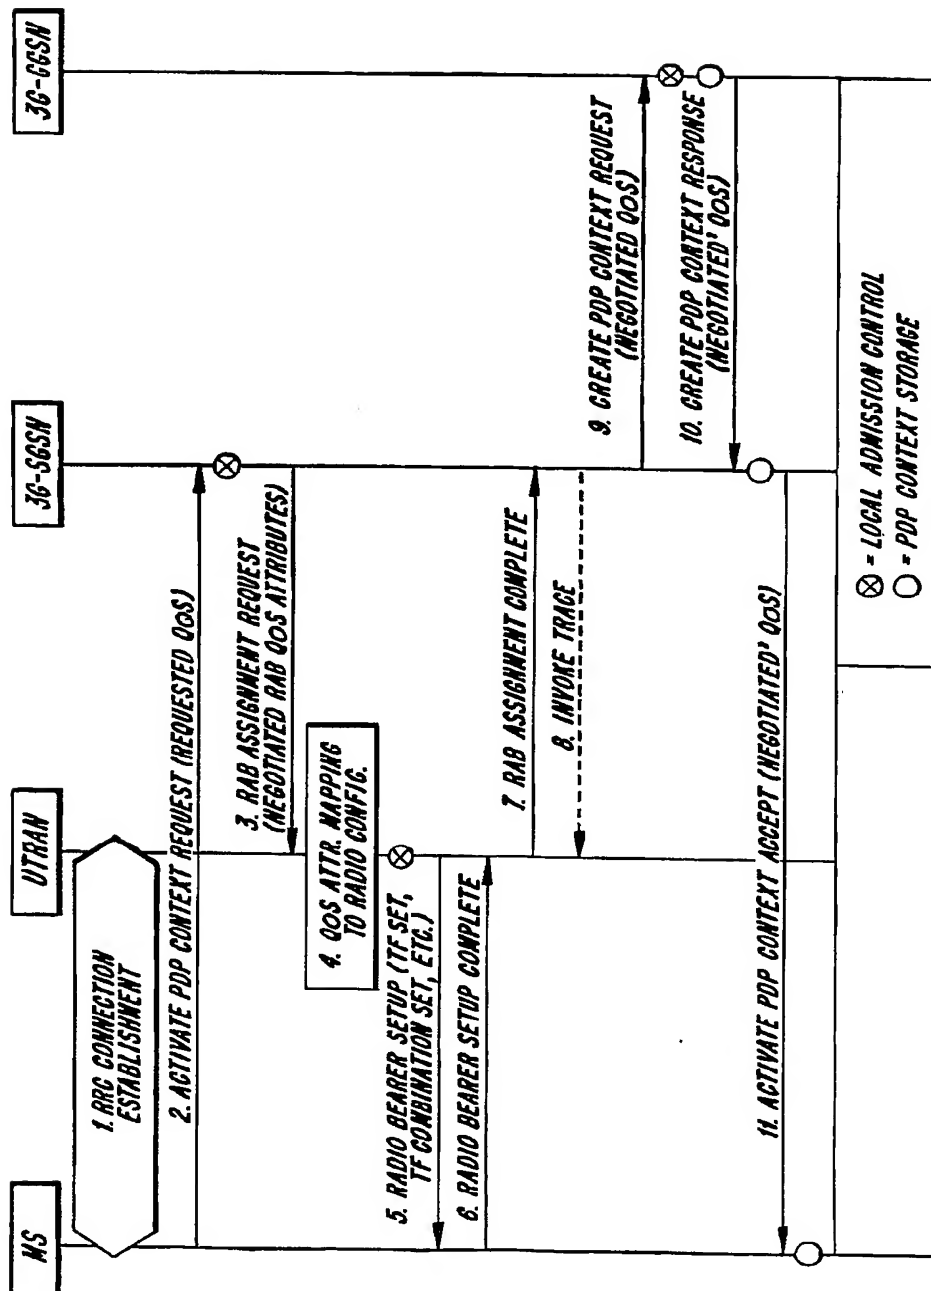 MS
UTRAN
3G-SGSN
3G-GGSN
1. RRC CONNECTION
ESTABLISHMENT
2. ACTIVATE PDP CONTEXT REQUEST (REQUESTED QOS)
3. RAB ASSIGNMENT REQUEST
(NEGOTIATED RAB QOS ATTRIBUTES)
4. QOS ATTR. MAPPING
TO RADIO CONFIG.
5. RADIO BEARER SETUP (TF SET,
TF COMBINATION SET, ETC.)
6. RADIO BEARER SETUP COMPLETE
7. RAB ASSIGNMENT COMPLETE
8. INVOKE TRACE
9. CREATE PDP CONTEXT REQUEST
(NEGOTIATED QOS)
10. CREATE PDP CONTEXT RESPONSE
(NEGOTIATED' QOS)
11. ACTIVATE PDP CONTEXT ACCEPT (NEGOTIATED' QOS)
⊗ = LOCAL ADMISSION CONTROL
○ = PDP CONTEXT STORAGE